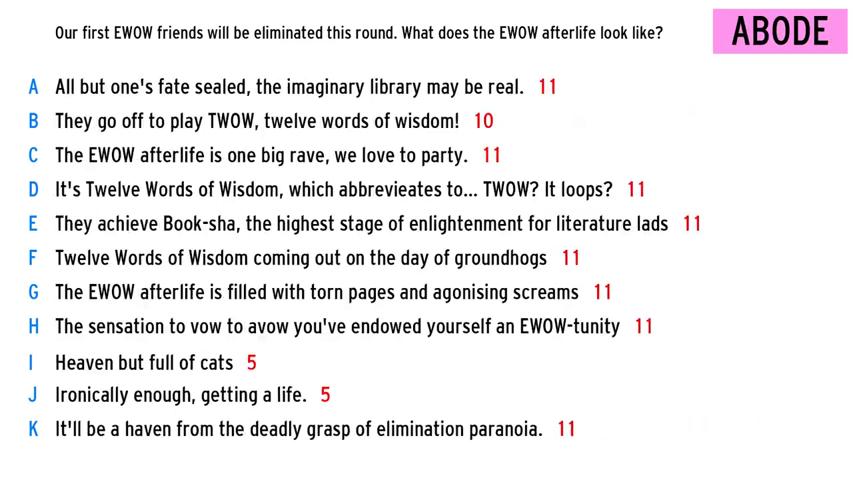 Our first EWOW friends will be eliminated this round. What does the EWOW afterlife look like?
ABODE
A All but one's fate sealed, the imaginary library may be real. 11
B They go off to play TWOW, twelve words of wisdom! 10
C The EWOW afterlife is one big rave, we love to party. 11
D It's Twelve Words of Wisdom, which abbrevieates to... TWOW? It loops? 11
E They achieve Book-sha, the highest stage of enlightenment for literature lads 11
F Twelve Words of Wisdom coming out on the day of groundhogs 11
G The EWOW afterlife is filled with torn pages and agonising screams 11
H The sensation to vow to avow you've endowed yourself an EWOW-tunity 11
I Heaven but full of cats 5
J Ironically enough, getting a life. 5
K It'll be a haven from the deadly grasp of elimination paranoia. 11